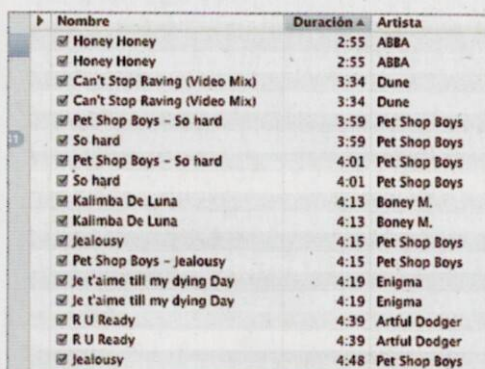 Nombre Duración Artista
Honey Honey 2:55 ABBA
Honey Honey 2:55 ABBA
Can't Stop Raving (Video Mix) 3:34 Dune
Can't Stop Raving (Video Mix) 3:34 Dune
Pet Shop Boys - So hard 3:59 Pet Shop Boys
So hard 3:59 Pet Shop Boys
Pet Shop Boys - So hard 4:01 Pet Shop Boys
So hard 4:01 Pet Shop Boys
Kalimba De Luna 4:13 Boney M.
Kalimba De Luna 4:13 Boney M.
Jealousy 4:15 Pet Shop Boys
Pet Shop Boys - Jealousy 4:15 Pet Shop Boys
Je t'aime till my dying Day 4:19 Enigma
Je t'aime till my dying Day 4:19 Enigma
R U Ready 4:39 Artful Dodger
R U Ready 4:39 Artful Dodger
Jealousy 4:48 Pet Shop Boys